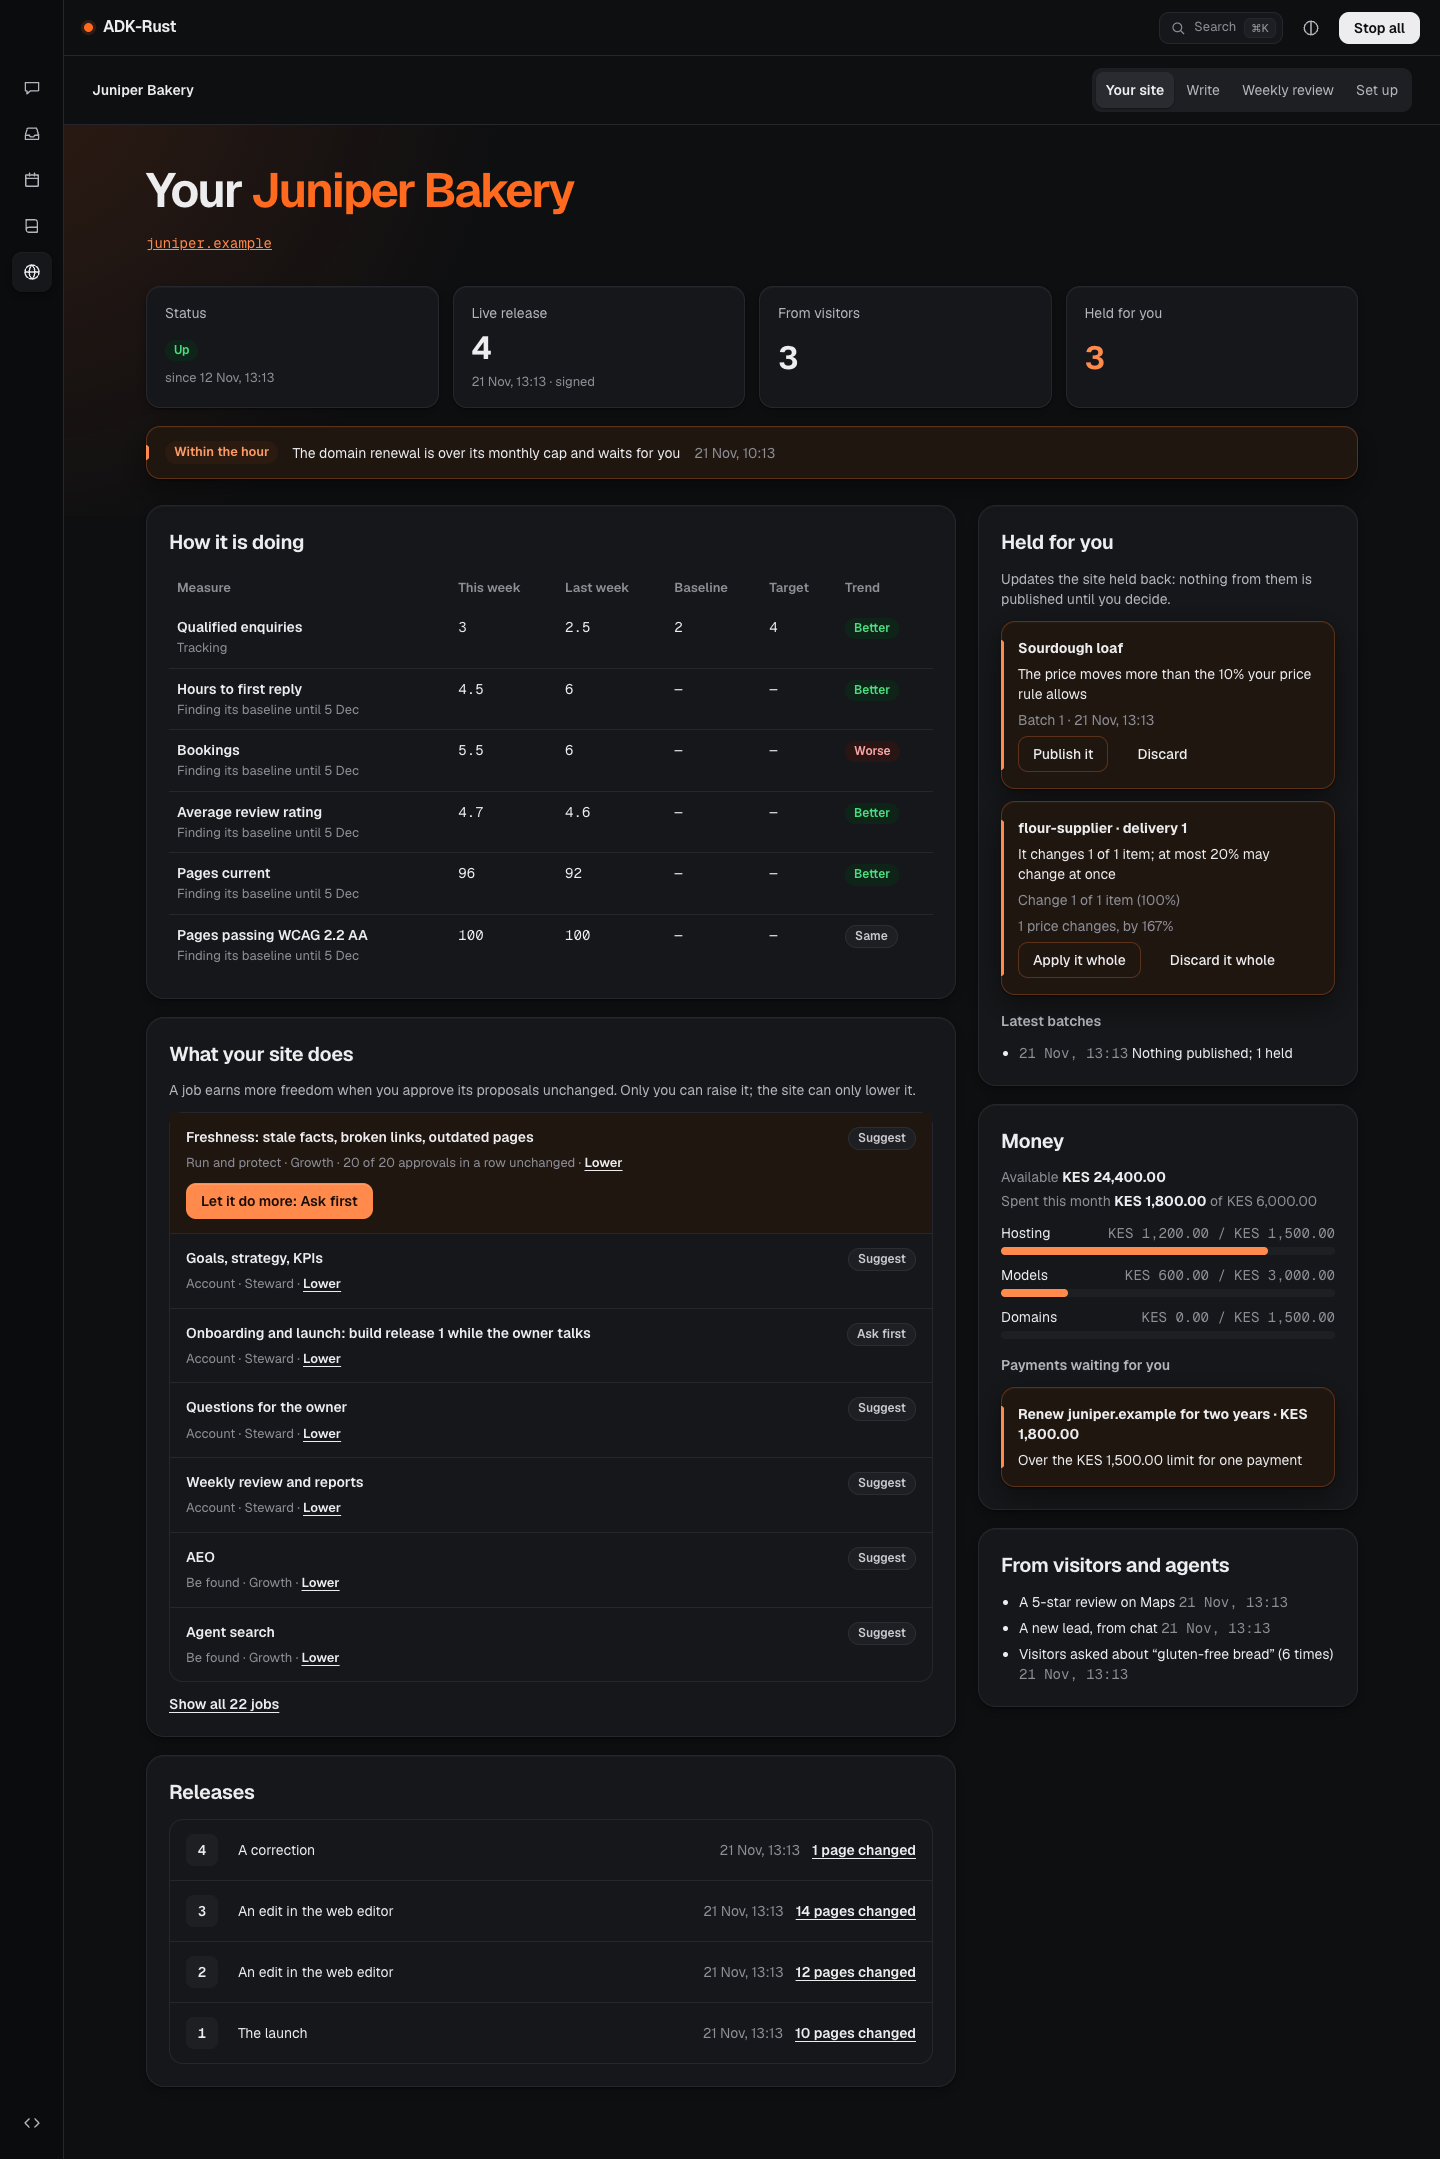 ADK-Rust
Search ⌘K
Stop all
Juniper Bakery
Your site
Write
Weekly review
Set up
Your Juniper Bakery
juniper.example
Status
Up
since 12 Nov, 13:13
Live release
4
21 Nov, 13:13 · signed
From visitors
3
Held for you
3
Within the hour
The domain renewal is over its monthly cap and waits for you 21 Nov, 10:13
How it is doing
Measure This week Last week Baseline Target Trend
Qualified enquiries 3 2.5 2 4 Better
Tracking
Hours to first reply 4.5 6 – – Better
Finding its baseline until 5 Dec
Bookings 5.5 6 – – Worse
Finding its baseline until 5 Dec
Average review rating 4.7 4.6 – – Better
Finding its baseline until 5 Dec
Pages current 96 92 – – Better
Finding its baseline until 5 Dec
Pages passing WCAG 2.2 AA 100 100 – – Same
Finding its baseline until 5 Dec
What your site does
A job earns more freedom when you approve its proposals unchanged. Only you can raise it; the site can only lower it.
Freshness: stale facts, broken links, outdated pages Suggest
Run and protect · Growth · 20 of 20 approvals in a row unchanged · Lower
Let it do more: Ask first
Goals, strategy, KPIs Suggest
Account · Steward · Lower
Onboarding and launch: build release 1 while the owner talks Ask first
Account · Steward · Lower
Questions for the owner Suggest
Account · Steward · Lower
Weekly review and reports Suggest
Account · Steward · Lower
AEO Suggest
Be found · Growth · Lower
Agent search Suggest
Be found · Growth · Lower
Show all 22 jobs
Releases
4 A correction 21 Nov, 13:13 1 page changed
3 An edit in the web editor 21 Nov, 13:13 14 pages changed
2 An edit in the web editor 21 Nov, 13:13 12 pages changed
1 The launch 21 Nov, 13:13 10 pages changed
Held for you
Updates the site held back: nothing from them is
published until you decide.
Sourdough loaf
The price moves more than the 10% your price
rule allows
Batch 1 · 21 Nov, 13:13
Publish it Discard
flour-supplier · delivery 1
It changes 1 of 1 item; at most 20% may
change at once
Change 1 of 1 item (100%)
1 price changes, by 167%
Apply it whole Discard it whole
Latest batches
• 21 Nov, 13:13 Nothing published; 1 held
Money
Available KES 24,400.00
Spent this month KES 1,800.00 of KES 6,000.00
Hosting KES 1,200.00 / KES 1,500.00
Models KES 600.00 / KES 3,000.00
Domains KES 0.00 / KES 1,500.00
Payments waiting for you
Renew juniper.example for two years · KES
1,800.00
Over the KES 1,500.00 limit for one payment
From visitors and agents
• A 5-star review on Maps 21 Nov, 13:13
• A new lead, from chat 21 Nov, 13:13
• Visitors asked about “gluten-free bread” (6 times)
21 Nov, 13:13